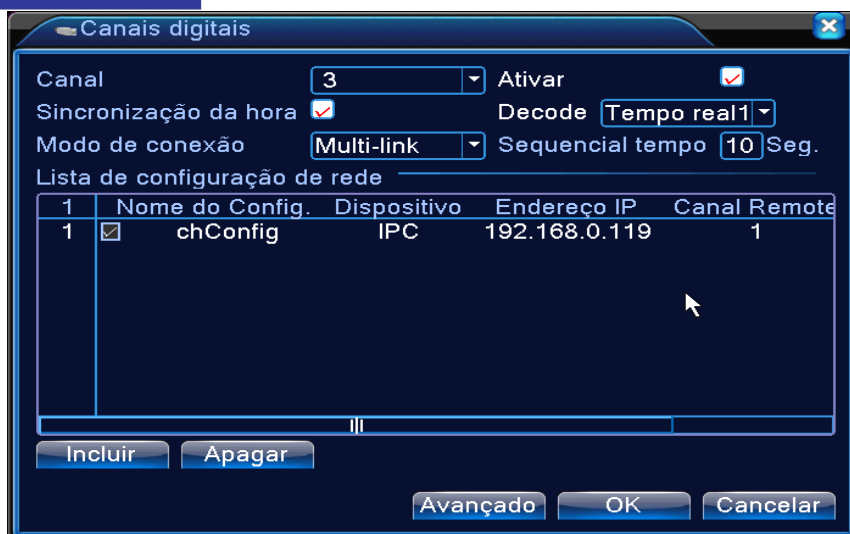 Canais digitais
Canal 3 Ativar
Sincronização da hora Decode Tempo real1
Modo de conexão Multi-link Sequencial tempo 10 Seg.
Lista de configuração de rede
1 Nome do Config. Dispositivo Endereço IP Canal Remote
1 chConfig IPC 192.168.0.119 1
Incluir Apagar
Avançado OK Cancelar